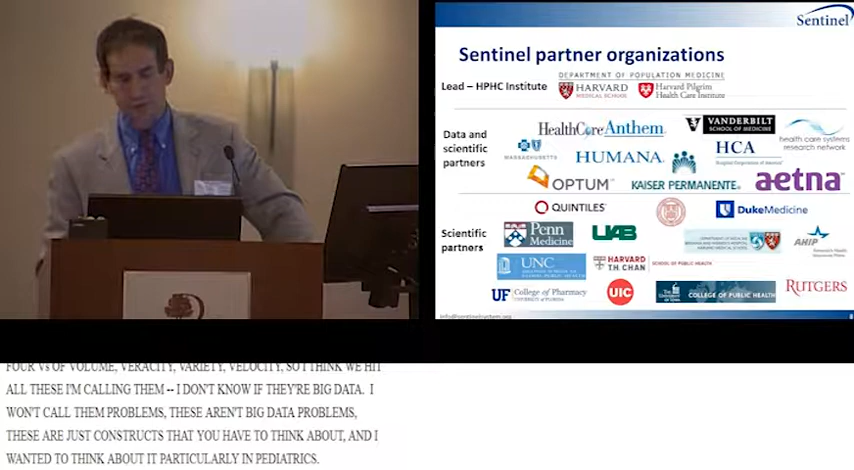 Sentinel
Sentinel partner organizations
Lead – HPHC Institute
DEPARTMENT OF POPULATION MEDICINE
HARVARD
MEDICAL SCHOOL
Harvard Pilgrim
Health Care Institute
Data and
scientific
partners
HealthCore Anthem
VANDERBILT
SCHOOL OF MEDICINE
health care systems
research network
MASSACHUSETTS
HUMANA
HCA
OPTUM
KAISER PERMANENTE
aetna
Scientific
partners
QUINTILES
DukeMedicine
Penn
Medicine
UAB
AHIP
UNC
HARVARD
T.H. CHAN
SCHOOL OF PUBLIC HEALTH
UF College of Pharmacy
UIC
COLLEGE OF PUBLIC HEALTH
RUTGERS
info@sentinelsystem.org
FOUR Vs OF VOLUME, VERACITY, VARIETY, VELOCITY, SO I THINK WE HIT
ALL THESE I'M CALLING THEM -- I DON'T KNOW IF THEY'RE BIG DATA. I
WON'T CALL THEM PROBLEMS, THESE AREN'T BIG DATA PROBLEMS,
THESE ARE JUST CONSTRUCTS THAT YOU HAVE TO THINK ABOUT, AND I
WANTED TO THINK ABOUT IT PARTICULARLY IN PEDIATRICS.